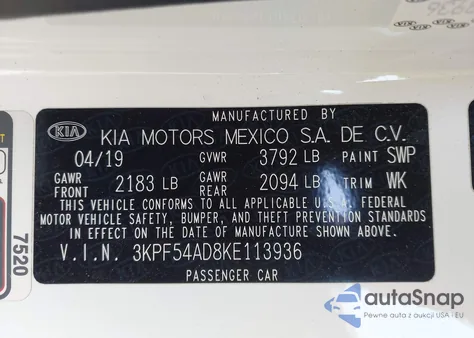 MANUFACTURED BY
KIA KIA MOTORS MEXICO S.A. DE C.V.
04/19 GVWR 3792 LB PAINT SWP
GAWR FRONT 2183 LB GAWR REAR 2094 LB TRIM WK
THIS VEHICLE CONFORMS TO ALL APPLICABLE U.S. FEDERAL
MOTOR VEHICLE SAFETY, BUMPER, AND THEFT PREVENTION STANDARDS
IN EFFECT ON THE DATE OF MANUFACTURE SHOWN ABOVE.
V.I.N. 3KPF54AD8KE113936
PASSENGER CAR
7520
autoSnap
Pewne auta z aukcji USA - EU